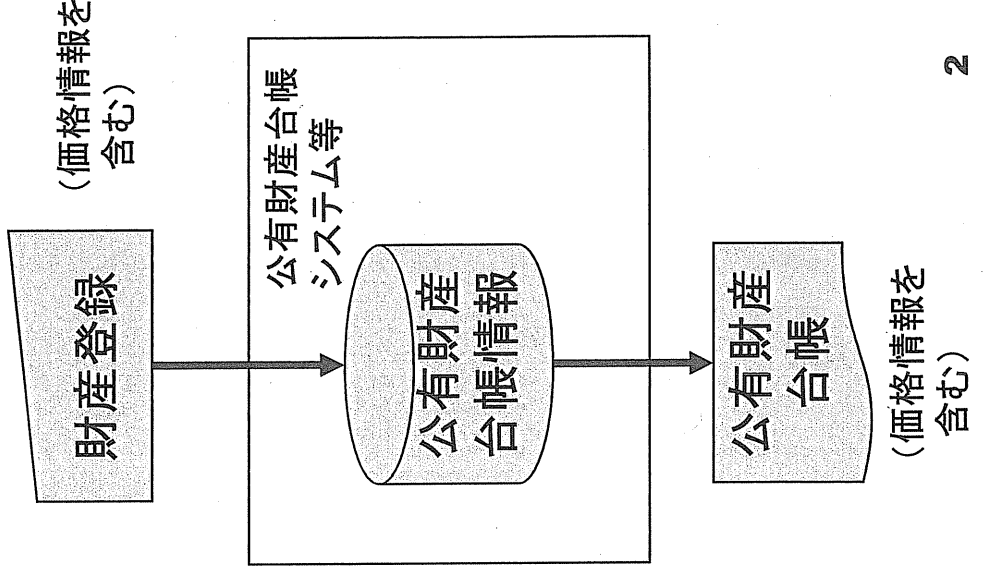 財産登録
(価格情報を
含む)
公有財産台帳
システム等
公有財産
台帳情報
公有財産
台帳
(価格情報を
含む)
2